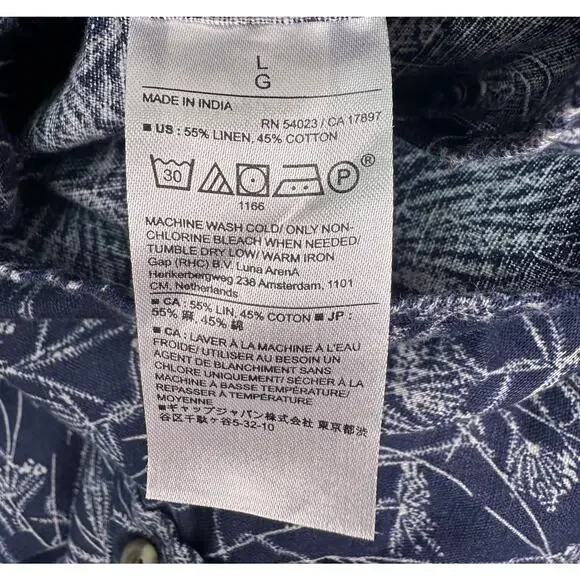 L
G
MADE IN INDIA
RN 54023 / CA 17897
■ US : 55% LINEN, 45% COTTON
30 P ®
1166
MACHINE WASH COLD/ ONLY NON-
CHLORINE BLEACH WHEN NEEDED/
TUMBLE DRY LOW/ WARM IRON
Gap (RHC) B.V. Luna ArenA
Herikerbergweg 238 Amsterdam, 1101
CM, Netherlands
■ CA : 55% LIN, 45% COTON ■ JP :
55% 麻, 45% 綿
■ CA : LAVER À LA MACHINE À L'EAU
FROIDE/ UTILISER AU BESOIN UN
AGENT DE BLANCHIMENT SANS
CHLORE UNIQUEMENT/ SÉCHER À LA
MACHINE À BASSE TEMPÉRATURE/
REPASSER À TEMPÉRATURE
MOYENNE
■ギャップジャパン株式会社 東京都渋
谷区千駄ヶ谷5-32-10